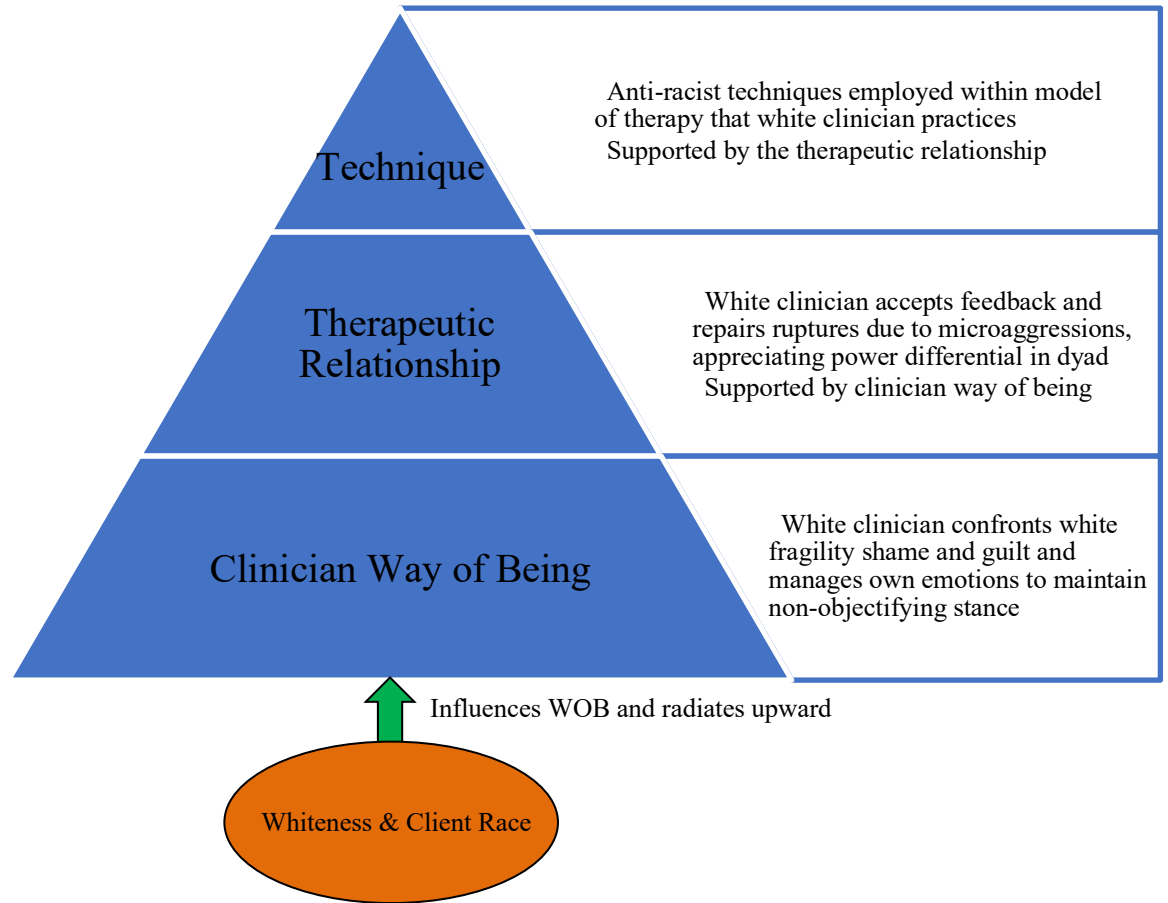 Technique
Anti-racist techniques employed within model
of therapy that white clinician practices
Supported by the therapeutic relationship
Therapeutic
Relationship
White clinician accepts feedback and
repairs ruptures due to microaggressions,
appreciating power differential in dyad
Supported by clinician way of being
Clinician Way of Being
White clinician confronts white
fragility shame and guilt and
manages own emotions to maintain
non-objectifying stance
Influences WOB and radiates upward
Whiteness & Client Race